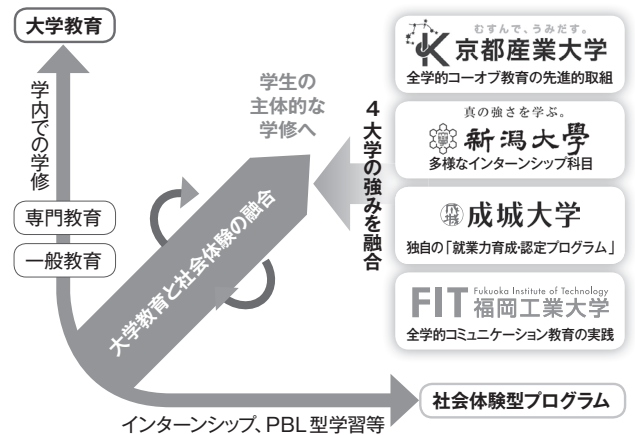 大学教育
学内での学修
専門教育
一般教育
学生の
主体的な
学修へ
大学教育と社会体験の融合
4大学の強みを融合
むすんで、うみだす。
京都産業大学
全学的コーオプ教育の先進的取組
真の強さを学ぶ。
新潟大學
多様なインターンシップ科目
成城大学
独自の「就業力育成・認定プログラム」
FIT
Fukuoka Institute of Technology
福岡工業大学
全学的コミュニケーション教育の実践
社会体験型プログラム
インターンシップ、PBL型学習等